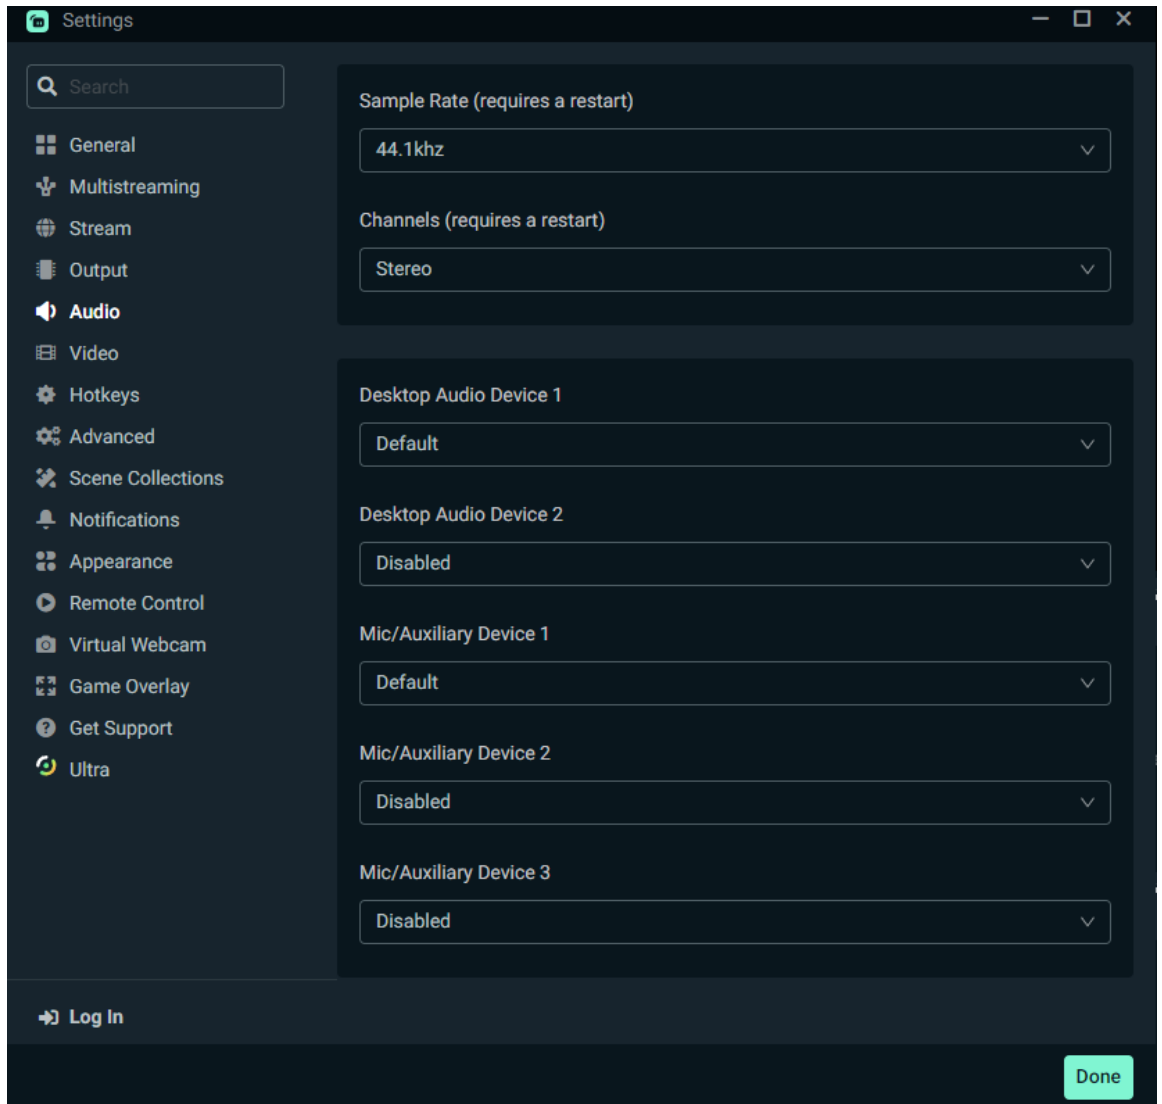 Settings
Search
General
Multistreaming
Stream
Output
Audio
Video
Hotkeys
Advanced
Scene Collections
Notifications
Appearance
Remote Control
Virtual Webcam
Game Overlay
Get Support
Ultra
Log In
Sample Rate (requires a restart)
44.1khz
Channels (requires a restart)
Stereo
Desktop Audio Device 1
Default
Desktop Audio Device 2
Disabled
Mic/Auxiliary Device 1
Default
Mic/Auxiliary Device 2
Disabled
Mic/Auxiliary Device 3
Disabled
Done